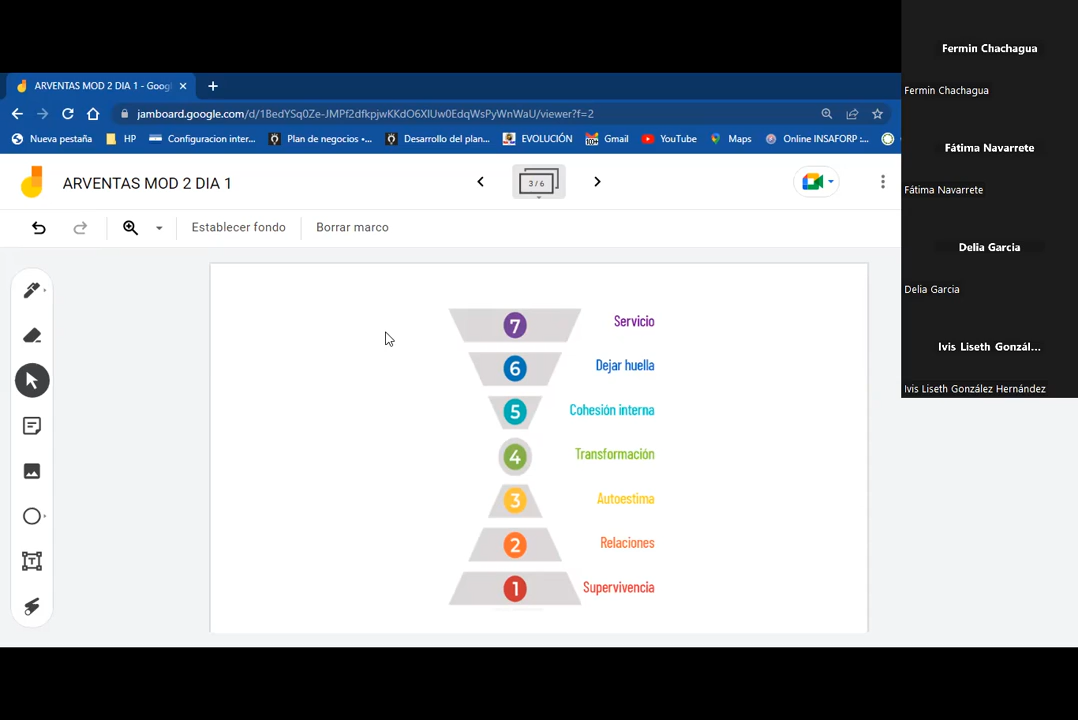 ARVENTAS MOD 2 DIA 1 - Goog
jamboard.google.com/d/1BedYSq0Ze-JMPf2dfkpjwKKdO6XlUw0EdqWsPyWnWaU/viewer?f=2
Nueva pestaña
HP
Configuracion inter...
Plan de negocios •...
Desarrollo del plan...
EVOLUCIÓN
10+
Gmail
YouTube
Maps
Online INSAFORP :...
ARVENTAS MOD 2 DIA 1
3 / 6
Establecer fondo
Borrar marco
7 Servicio
6 Dejar huella
5 Cohesión interna
4 Transformación
3 Autoestima
2 Relaciones
1 Supervivencia
Fermin Chachagua
Fermin Chachagua
Fátima Navarrete
Fátima Navarrete
Delia Garcia
Delia Garcia
Ivis Liseth Gonzál...
Ivis Liseth González Hernández